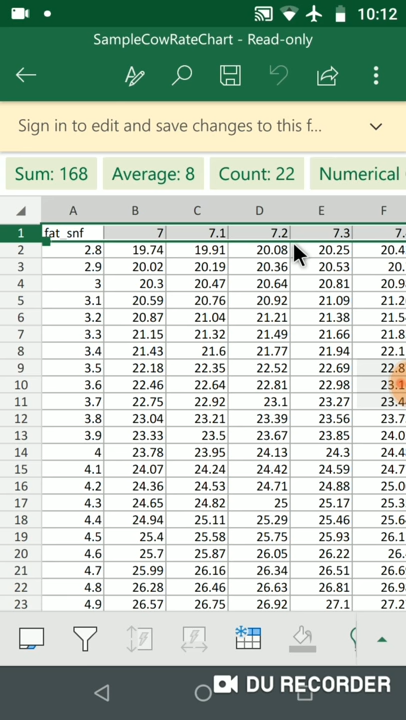 10:12
SampleCowRateChart - Read-only
Sign in to edit and save changes to this f...
Sum: 168 Average: 8 Count: 22 Numerical
A B C D E F
1 fat_snf 7 7.1 7.2 7.3 7.
2 2.8 19.74 19.91 20.08 20.25 20.4
3 2.9 20.02 20.19 20.36 20.53 20.
4 3 20.3 20.47 20.64 20.81 20.9
5 3.1 20.59 20.76 20.92 21.09 21.2
6 3.2 20.87 21.04 21.21 21.38 21.5
7 3.3 21.15 21.32 21.49 21.66 21.8
8 3.4 21.43 21.6 21.77 21.94 22.1
9 3.5 22.18 22.35 22.52 22.69 22.8
10 3.6 22.46 22.64 22.81 22.98 23.1
11 3.7 22.75 22.92 23.1 23.27 23.4
12 3.8 23.04 23.21 23.39 23.56 23.7
13 3.9 23.33 23.5 23.67 23.85 24.0
14 4 23.78 23.95 24.13 24.3 24.4
15 4.1 24.07 24.24 24.42 24.59 24.7
16 4.2 24.36 24.53 24.71 24.88 25.0
17 4.3 24.65 24.82 25 25.17 25.3
18 4.4 24.94 25.11 25.29 25.46 25.6
19 4.5 25.4 25.58 25.75 25.93 26.1
20 4.6 25.7 25.87 26.05 26.22 26.
21 4.7 25.99 26.16 26.34 26.51 26.6
22 4.8 26.28 26.46 26.63 26.81 26.9
23 4.9 26.57 26.75 26.92 27.1 27.2
DU RECORDER